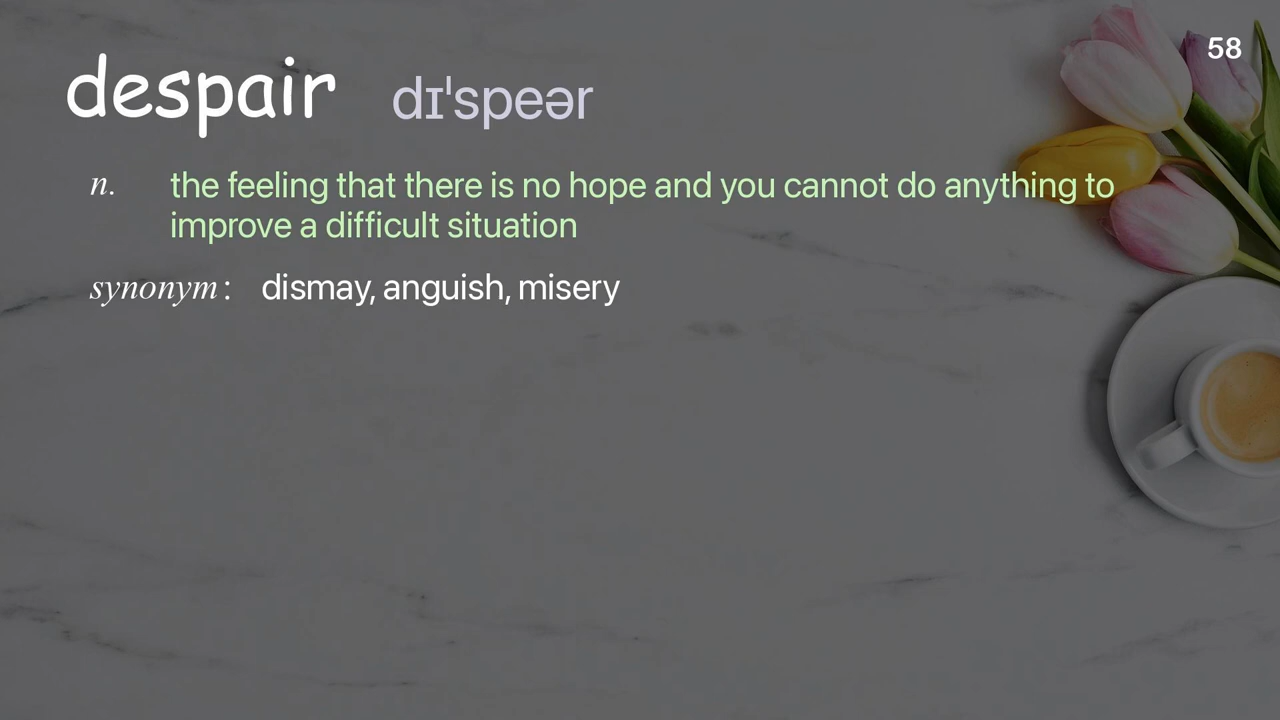 58
despair dɪˈspeər
n. the feeling that there is no hope and you cannot do anything to
improve a difficult situation
synonym : dismay, anguish, misery